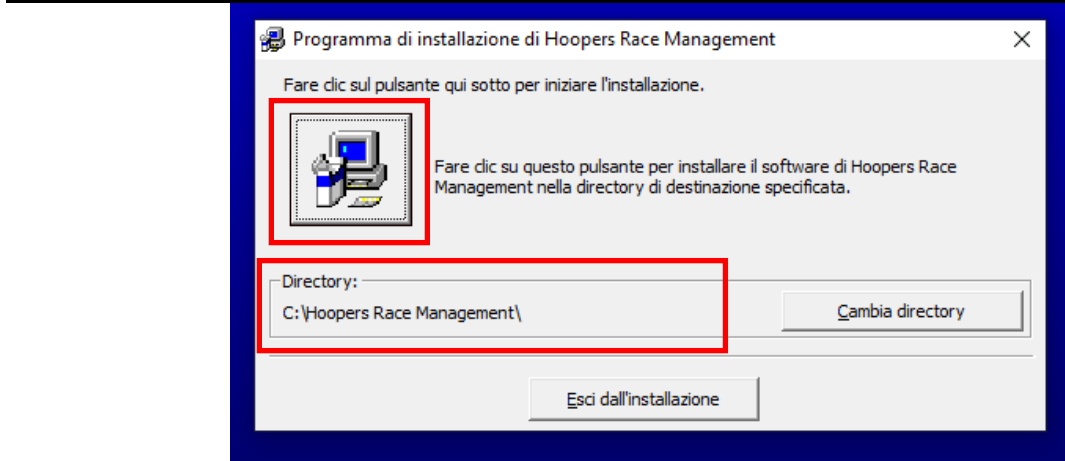 Programma di installazione di Hoopers Race Management
Fare clic sul pulsante qui sotto per iniziare l'installazione.
Fare clic su questo pulsante per installare il software di Hoopers Race
Management nella directory di destinazione specificata.
Directory:
C:\Hoopers Race Management\
Cambia directory
Esci dall'installazione